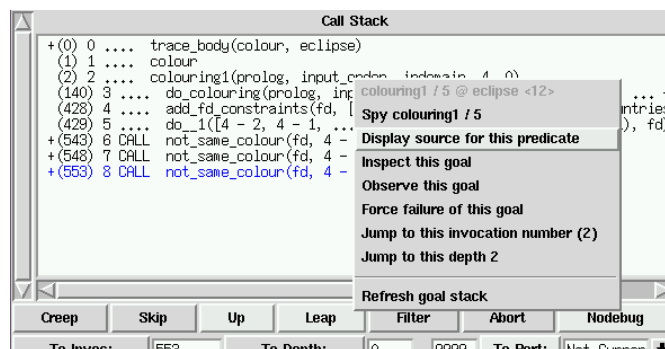 Call Stack
+(0) 0 .... trace_body(colour, eclipse)
(1) 1 .... colour
(2) 2 .... colouring1(prolog, input_order, indomain, 4, 0)
(140) 3 .... do_colouring(prolog, inp ... -
(428) 4 .... add_fd_constraints(fd, [ ntries
(429) 5 .... do__1([4 - 2, 4 - 1, ... ), fd)
+(543) 6 CALL not_same_colour(fd, 4 -
+(548) 7 CALL not_same_colour(fd, 4 -
+(553) 8 CALL not_same_colour(fd, 4 -
colouring1 / 5 @ eclipse <12>
Spy colouring1 / 5
Display source for this predicate
Inspect this goal
Observe this goal
Force failure of this goal
Jump to this invocation number (2)
Jump to this depth 2
Refresh goal stack
Creep Skip Up Leap Filter Abort Nodebug
To Invoc: 553 To Depth: 0 9999 To Port: Not Curren